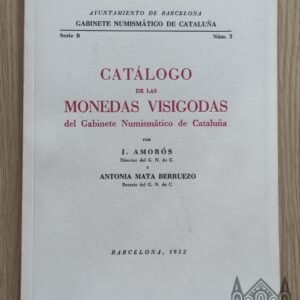 AYUNTAMIENTO DE BARCELONA
GABINETE NUMISMÁTICO DE CATALUÑA
Serie B Núm. 3
CATÁLOGO
DE LAS
MONEDAS VISIGODAS
del Gabinete Numismático de Cataluña
POR
J. AMORÓS
Director del G. N. de C.
Y
ANTONIA MATA BERRUEZO
Becaria del G. N. de C.
BARCELONA, 1952